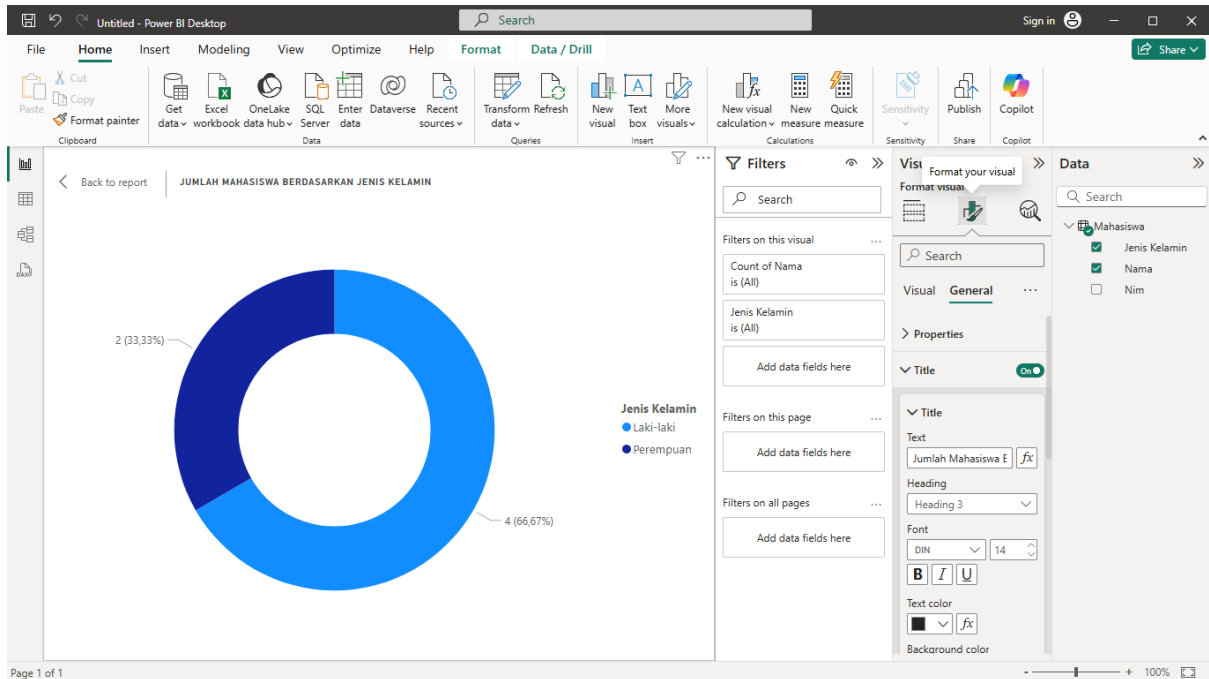 Untitled - Power BI Desktop
Search
Sign in
File Home Insert Modeling View Optimize Help Format Data / Drill
Share
Paste
Cut
Copy
Format painter
Clipboard
Get data
Excel workbook
OneLake data hub
SQL Server
Enter data
Dataverse
Recent sources
Data
Transform data
Refresh
Queries
New visual
Text box
More visuals
Insert
New visual calculation
New measure
Quick measure
Calculations
Sensitivity
Sensitivity
Publish
Share
Copilot
Copilot
Back to report
JUMLAH MAHASISWA BERDASARKAN JENIS KELAMIN
2 (33,33%)
4 (66,67%)
Jenis Kelamin
Laki-laki
Perempuan
Filters
Search
Filters on this visual
Count of Nama
is (All)
Jenis Kelamin
is (All)
Add data fields here
Filters on this page
Add data fields here
Filters on all pages
Add data fields here
Format your visual
Format visual
Search
Visual General
Properties
Title
On
Title
Text
Jumlah Mahasiswa B
fx
Heading
Heading 3
Font
DIN
14
B I U
Text color
fx
Background color
Data
Search
Mahasiswa
Jenis Kelamin
Nama
Nim
Page 1 of 1
- + 100%